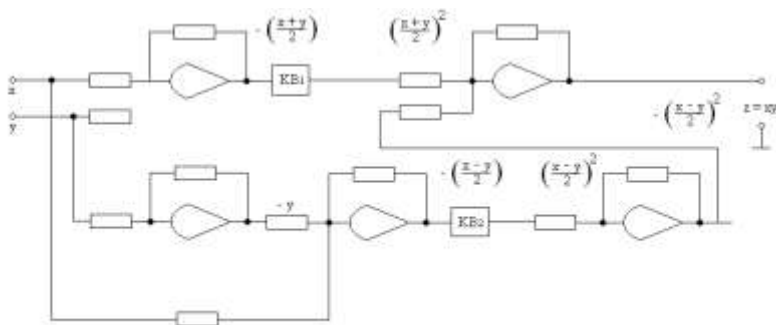 - ((x+y)/2)
((x+y)/2)²
x
KB1
y
- ((x-y)/2)²
z = xy
- y
- ((x-y)/2)
KB2
((x-y)/2)²